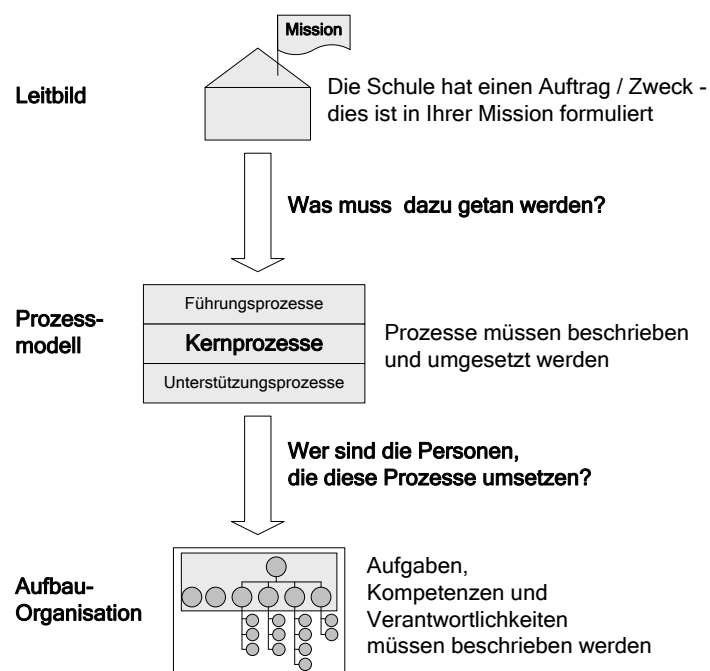 Mission
Leitbild
Die Schule hat einen Auftrag / Zweck -
dies ist in Ihrer Mission formuliert
Was muss dazu getan werden?
Prozess-
modell
Führungsprozesse
Kernprozesse
Unterstützungsprozesse
Prozesse müssen beschrieben
und umgesetzt werden
Wer sind die Personen,
die diese Prozesse umsetzen?
Aufbau-
Organisation
Aufgaben,
Kompetenzen und
Verantwortlichkeiten
müssen beschrieben werden